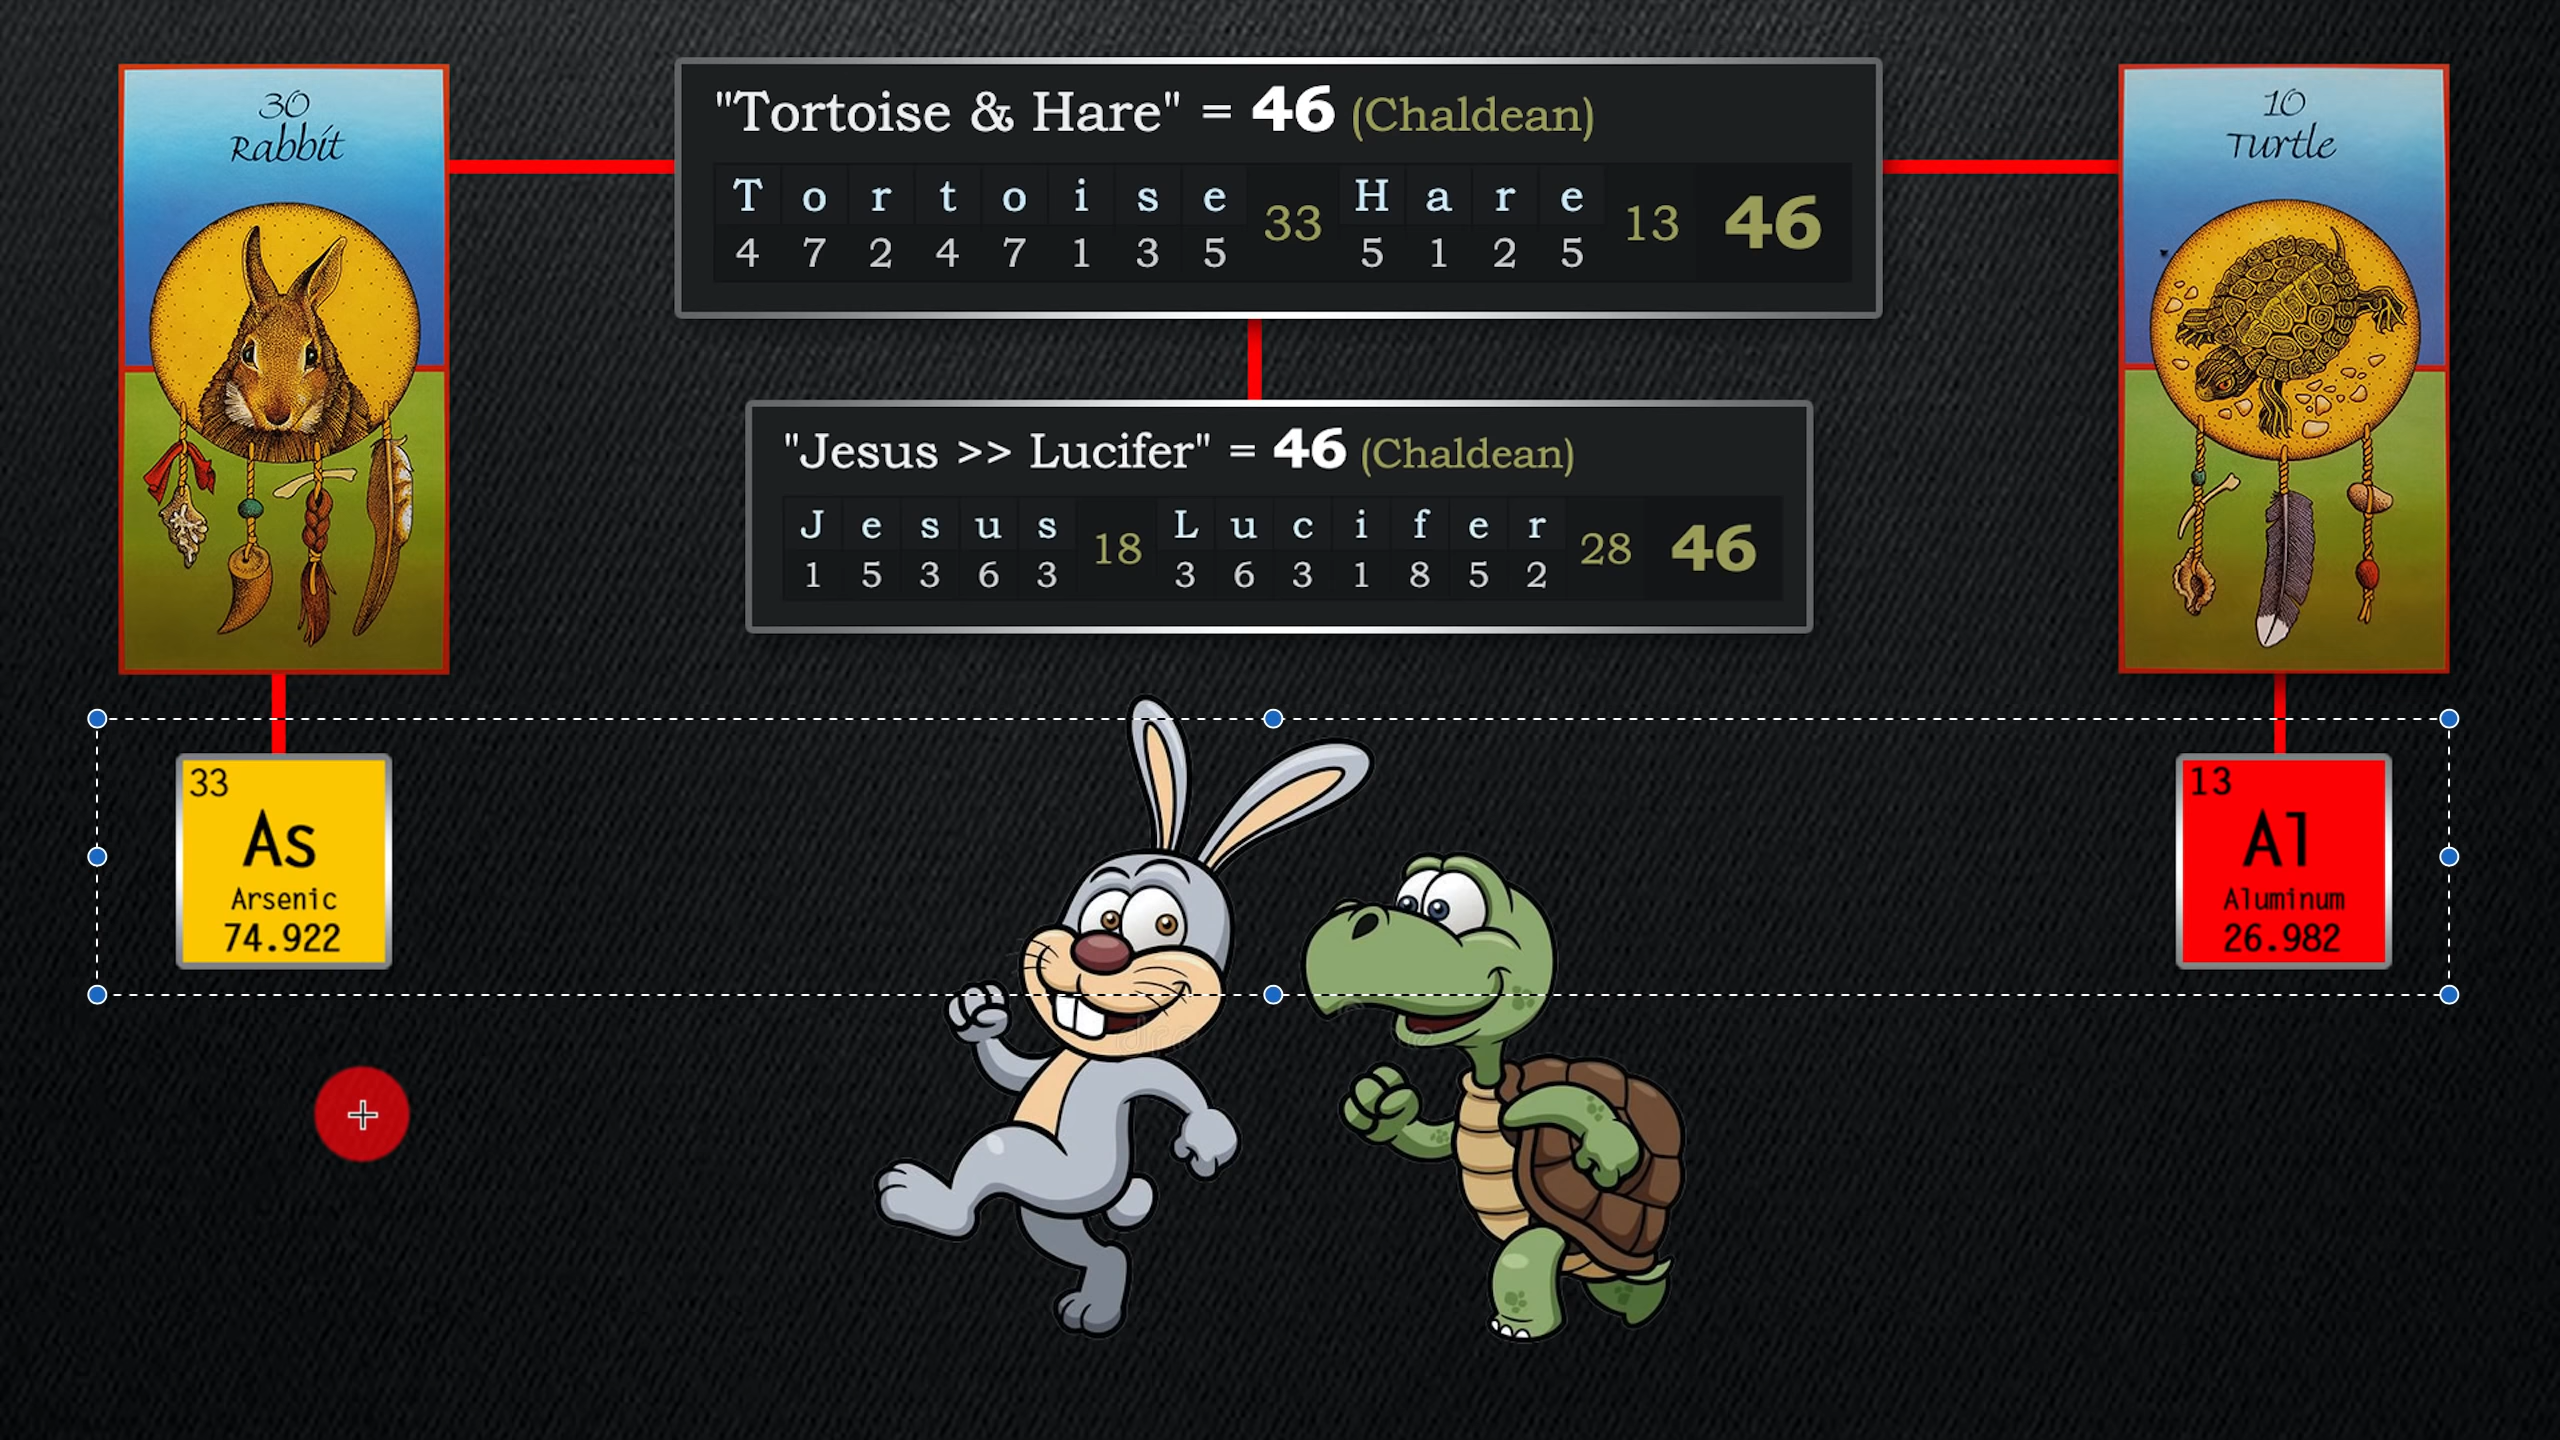 30
Rabbit
"Tortoise & Hare" = 46 (Chaldean)
T o r t o i s e 33 H a r e 13 46
4 7 2 4 7 1 3 5 5 1 2 5
10
Turtle
"Jesus >> Lucifer" = 46 (Chaldean)
J e s u s 18 L u c i f e r 28 46
1 5 3 6 3 3 6 3 1 8 5 2
33
As
Arsenic
74.922
13
Al
Aluminum
26.982